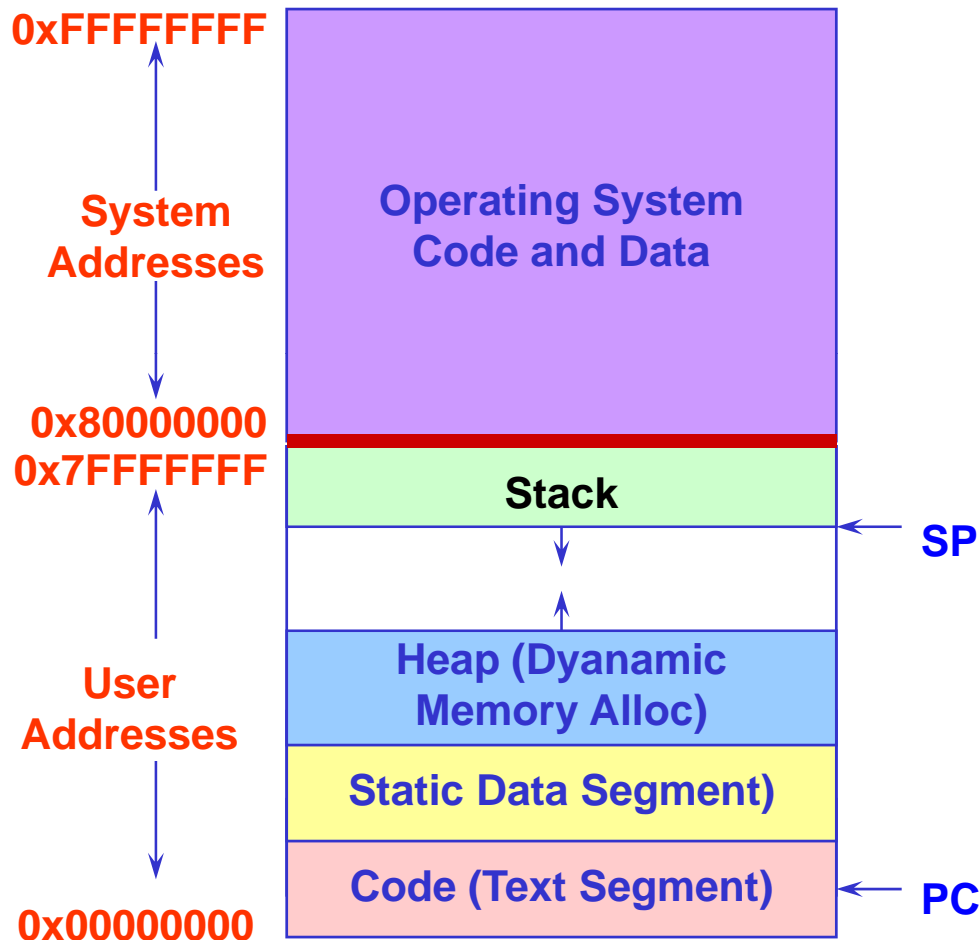 0xFFFFFFFF
System
Addresses
Operating System
Code and Data
0x80000000
0x7FFFFFFF
Stack
SP
Heap (Dyanamic
Memory Alloc)
User
Addresses
Static Data Segment)
Code (Text Segment)
PC
0x00000000